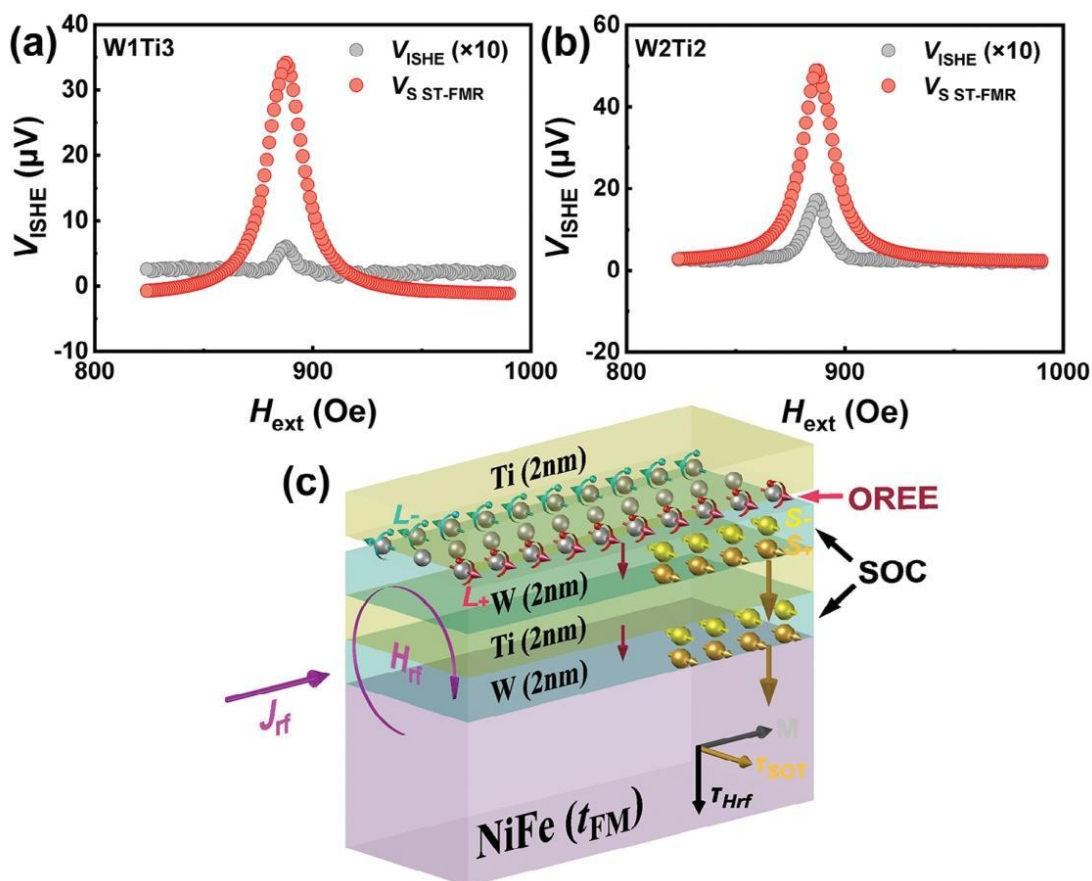 (a)
W1Ti3
V_ISHE (×10)
V_S ST-FMR
V_ISHE (μV)
40
30
20
10
0
-10
800
900
1000
H_ext (Oe)
(b)
W2Ti2
V_ISHE (×10)
V_S ST-FMR
V_ISHE (μV)
60
40
20
0
-20
800
900
1000
H_ext (Oe)
(c)
Ti (2nm)
OREE
L-
S-
S+
SOC
L+
W (2nm)
Ti (2nm)
H_rf
W (2nm)
J_rf
M
τ_SOT
τ_Hrf
NiFe (t_FM)